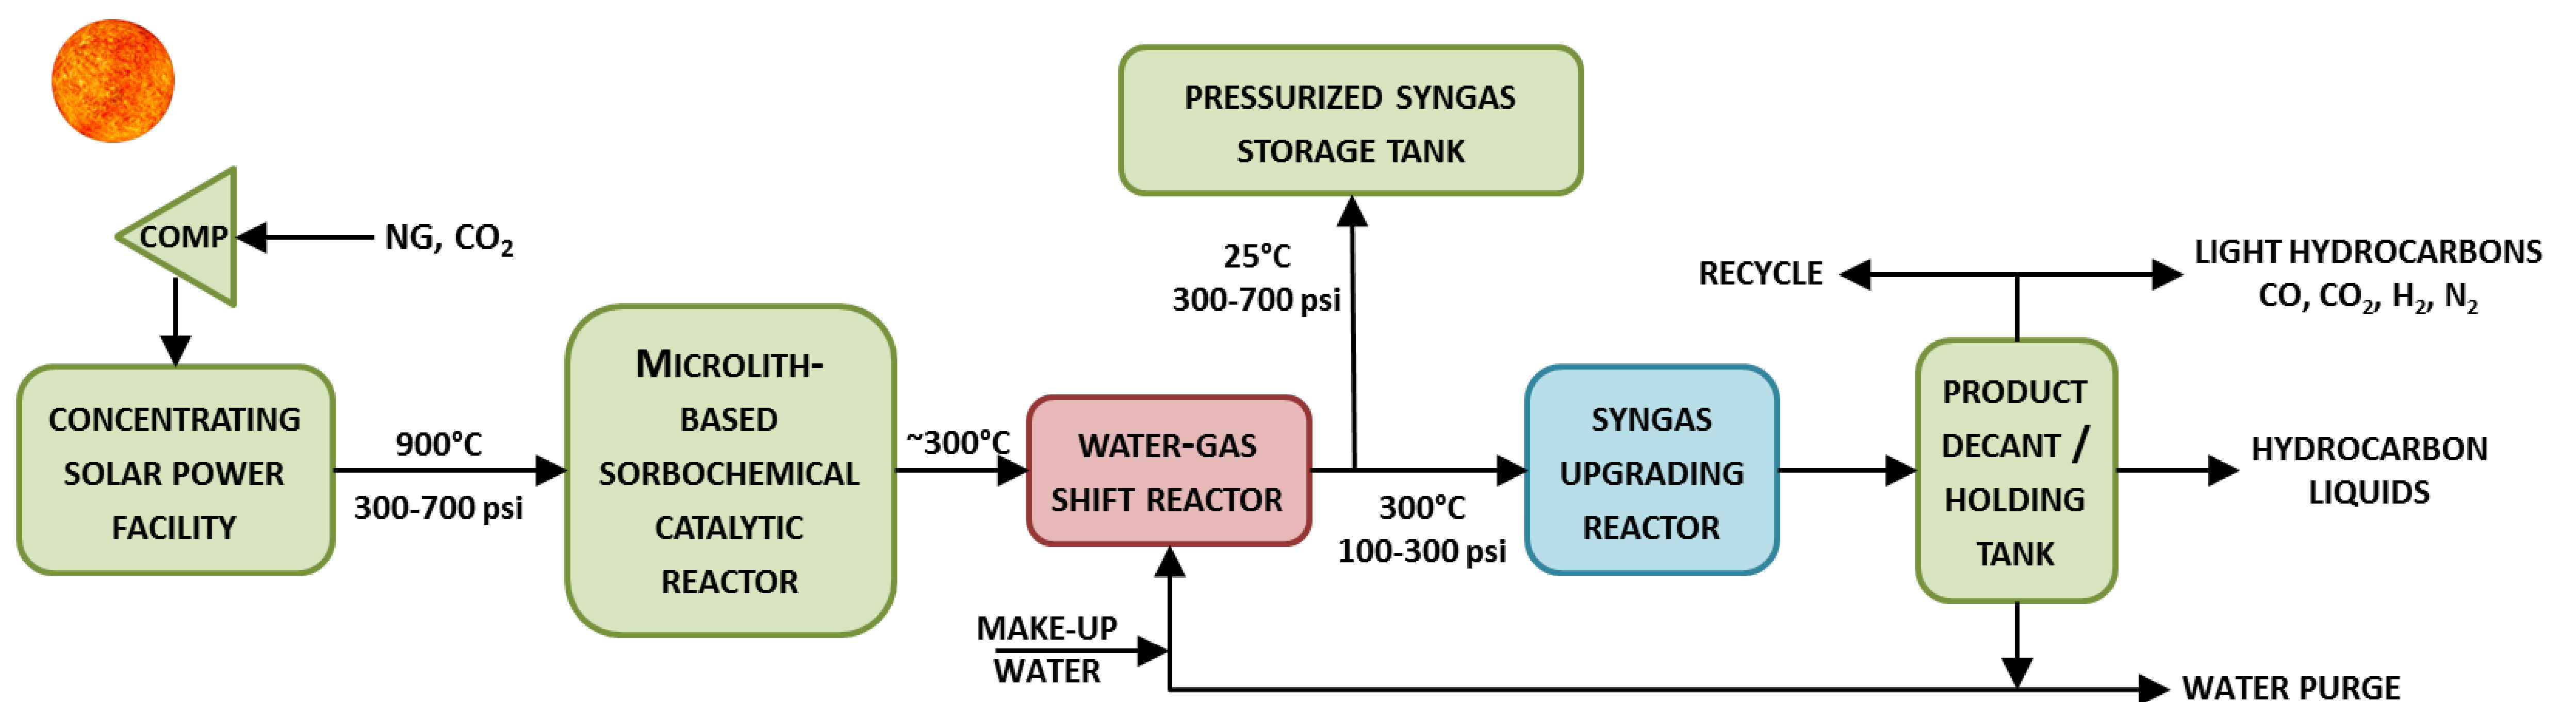 COMP
NG, CO₂
CONCENTRATING
SOLAR POWER
FACILITY
900°C
300-700 psi
MICROLITH-
BASED
SORBOCHEMICAL
CATALYTIC
REACTOR
~300°C
WATER-GAS
SHIFT REACTOR
MAKE-UP
WATER
PRESSURIZED SYNGAS
STORAGE TANK
25°C
300-700 psi
300°C
100-300 psi
SYNGAS
UPGRADING
REACTOR
PRODUCT
DECANT /
HOLDING
TANK
RECYCLE
LIGHT HYDROCARBONS
CO, CO₂, H₂, N₂
HYDROCARBON
LIQUIDS
WATER PURGE